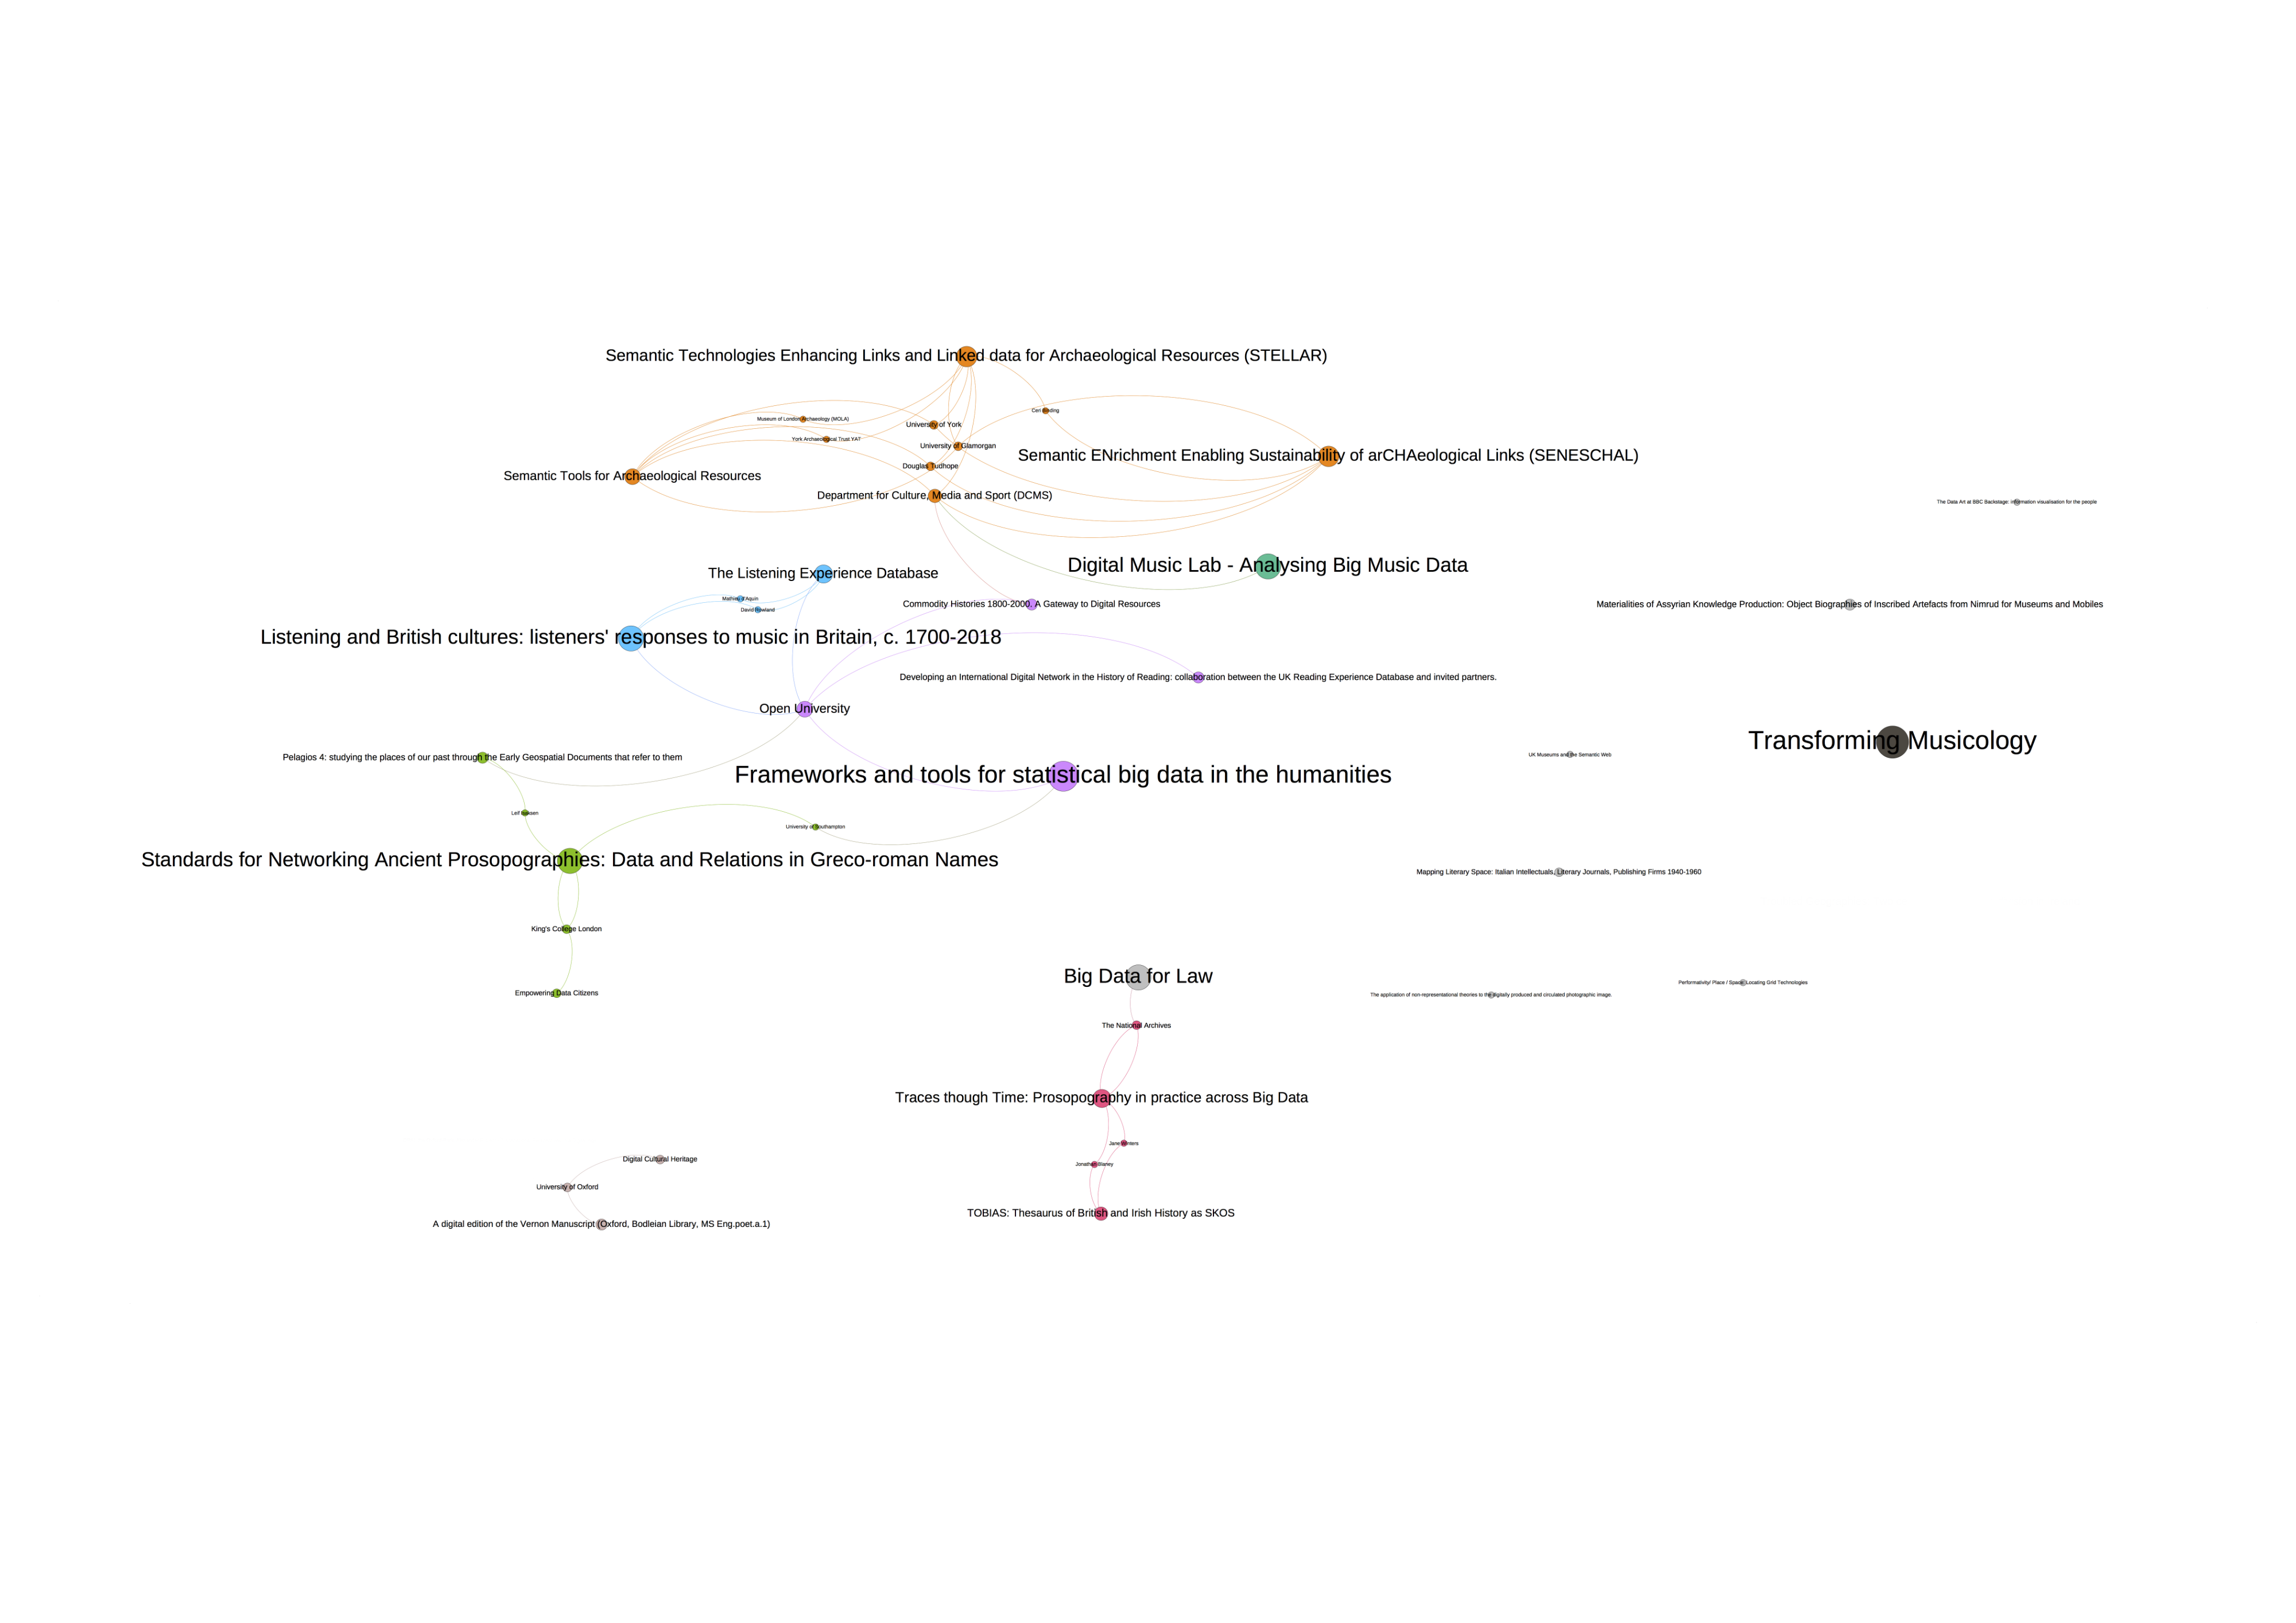 Semantic Technologies Enhancing Links and Linked data for Archaeological Resources (STELLAR)
Ceri Binding
Museum of London Archaeology (MOLA)
University of York
York Archaeological Trust YAT
University of Glamorgan
Semantic ENrichment Enabling Sustainability of arCHAeological Links (SENESCHAL)
Douglas Tudhope
Semantic Tools for Archaeological Resources
Department for Culture, Media and Sport (DCMS)
The Data Art at BBC Backstage: information visualisation for the people
Digital Music Lab - Analysing Big Music Data
The Listening Experience Database
Mathieu d'Aquin
Commodity Histories 1800-2000. A Gateway to Digital Resources
Materialities of Assyrian Knowledge Production: Object Biographies of Inscribed Artefacts from Nimrud for Museums and Mobiles
David Rowland
Listening and British cultures: listeners' responses to music in Britain, c. 1700-2018
Developing an International Digital Network in the History of Reading: collaboration between the UK Reading Experience Database and invited partners.
Open University
Transforming Musicology
Pelagios 4: studying the places of our past through the Early Geospatial Documents that refer to them
UK Museums and the Semantic Web
Frameworks and tools for statistical big data in the humanities
Leif Isaksen
University of Southampton
Standards for Networking Ancient Prosopographies: Data and Relations in Greco-roman Names
Mapping Literary Space: Italian Intellectuals, Literary Journals, Publishing Firms 1940-1960
King's College London
Big Data for Law
Performativity/ Place / Space: Locating Grid Technologies
Empowering Data Citizens
The application of non-representational theories to the digitally produced and circulated photographic image.
The National Archives
Traces though Time: Prosopography in practice across Big Data
Jane Winters
Digital Cultural Heritage
Jonathan Blaney
University of Oxford
TOBIAS: Thesaurus of British and Irish History as SKOS
A digital edition of the Vernon Manuscript (Oxford, Bodleian Library, MS Eng.poet.a.1)